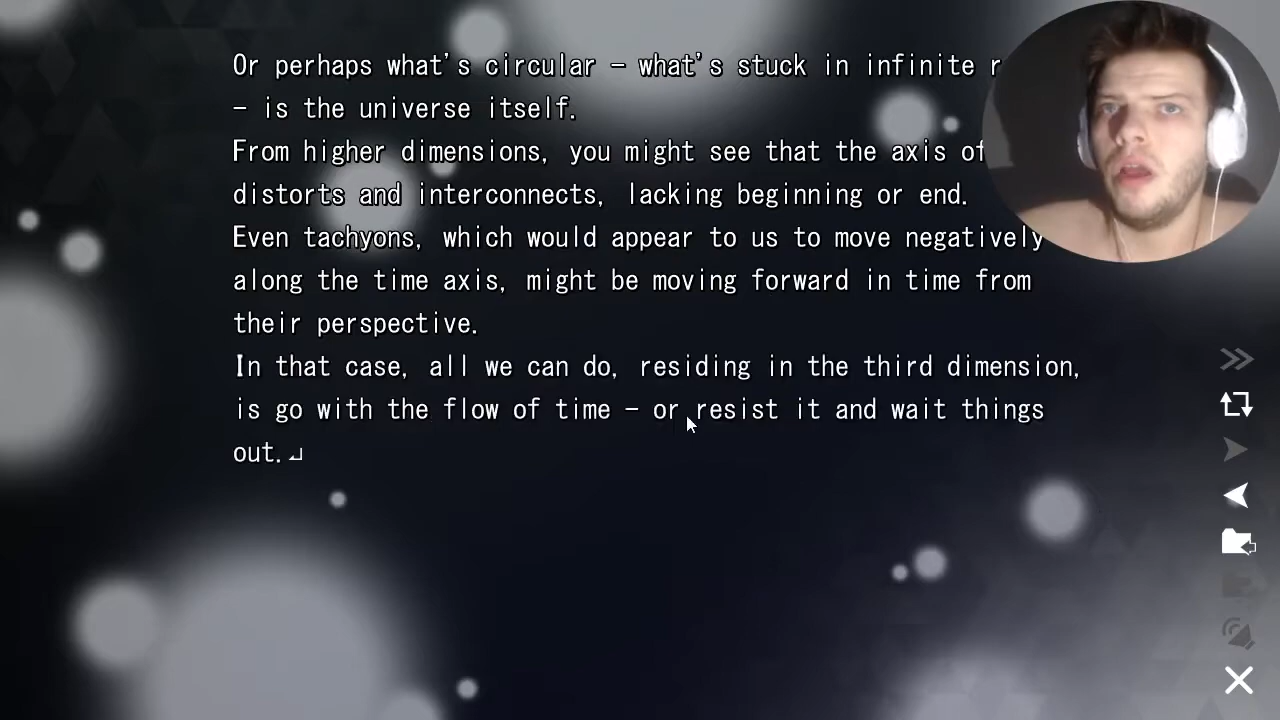 Or perhaps what's circular – what's stuck in infinite
– is the universe itself.
From higher dimensions, you might see that the axis of
distorts and interconnects, lacking beginning or end.
Even tachyons, which would appear to us to move negatively
along the time axis, might be moving forward in time from
their perspective.
In that case, all we can do, residing in the third dimension,
is go with the flow of time – or resist it and wait things
out.